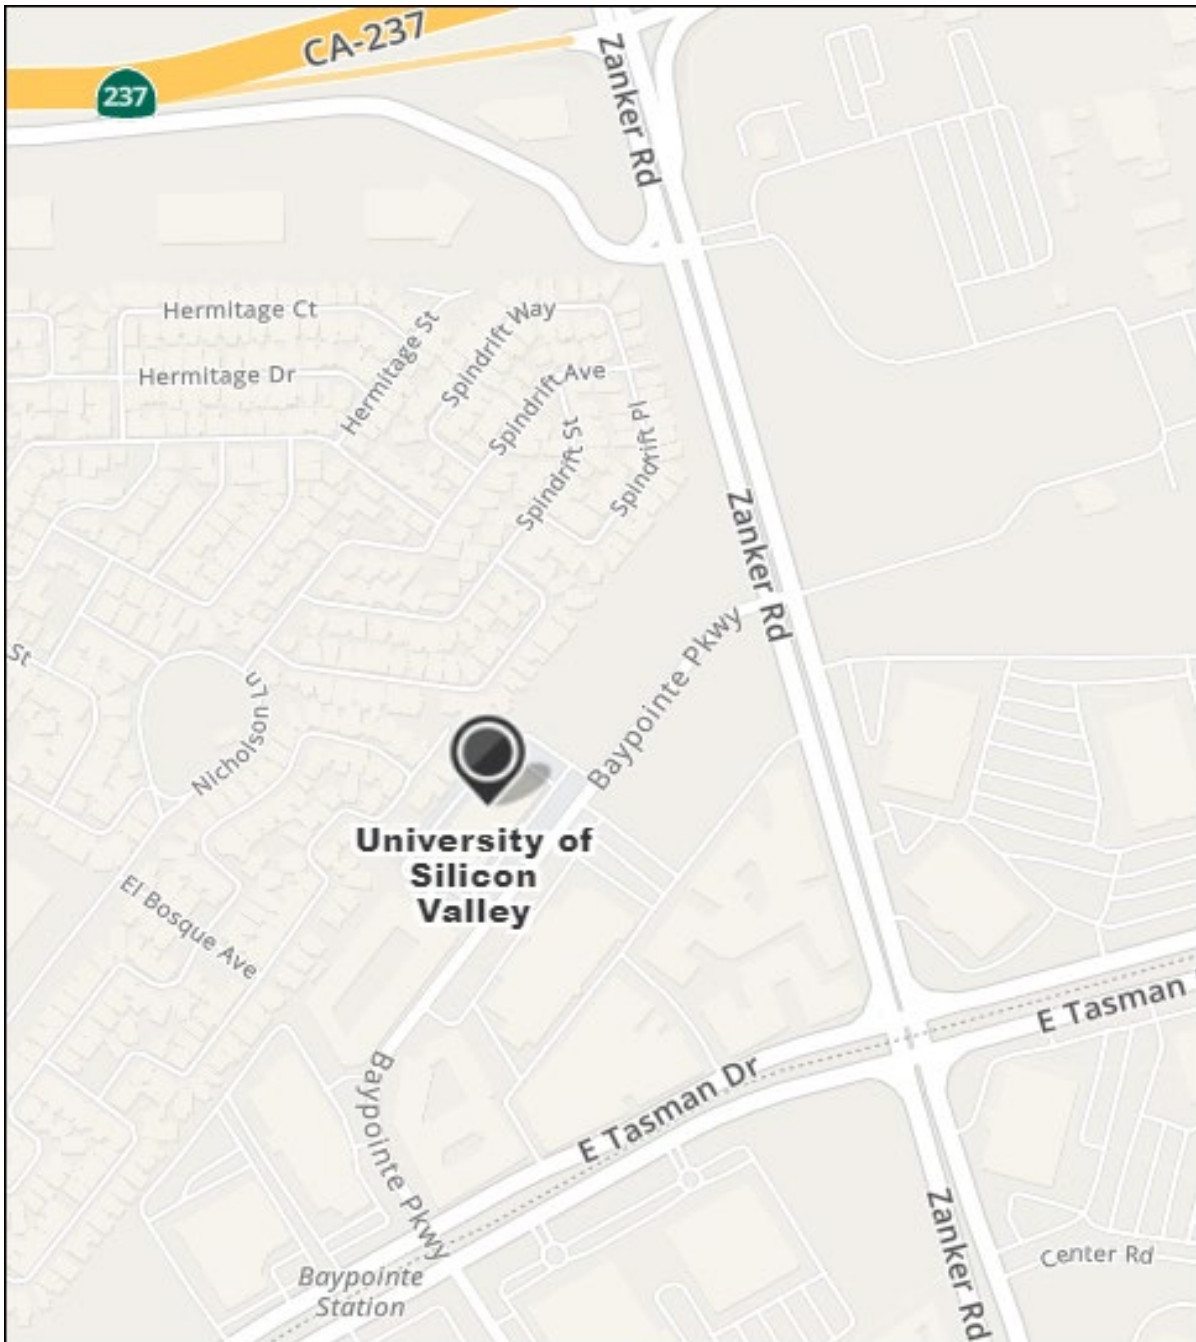 CA-237
237
Zanker Rd
Hermitage Ct
Hermitage St
Spindrift Way
Hermitage Dr
Spindrift Ave
Spindrift St
Spindrift Pl
Zanker Rd
Baypointe Pkwy
St
Nicholson Ln
University of
Silicon
Valley
El Bosque Ave
E Tasman
E Tasman Dr
Baypointe Pkwy
Zanker Rd
Center Rd
Baypointe
Station